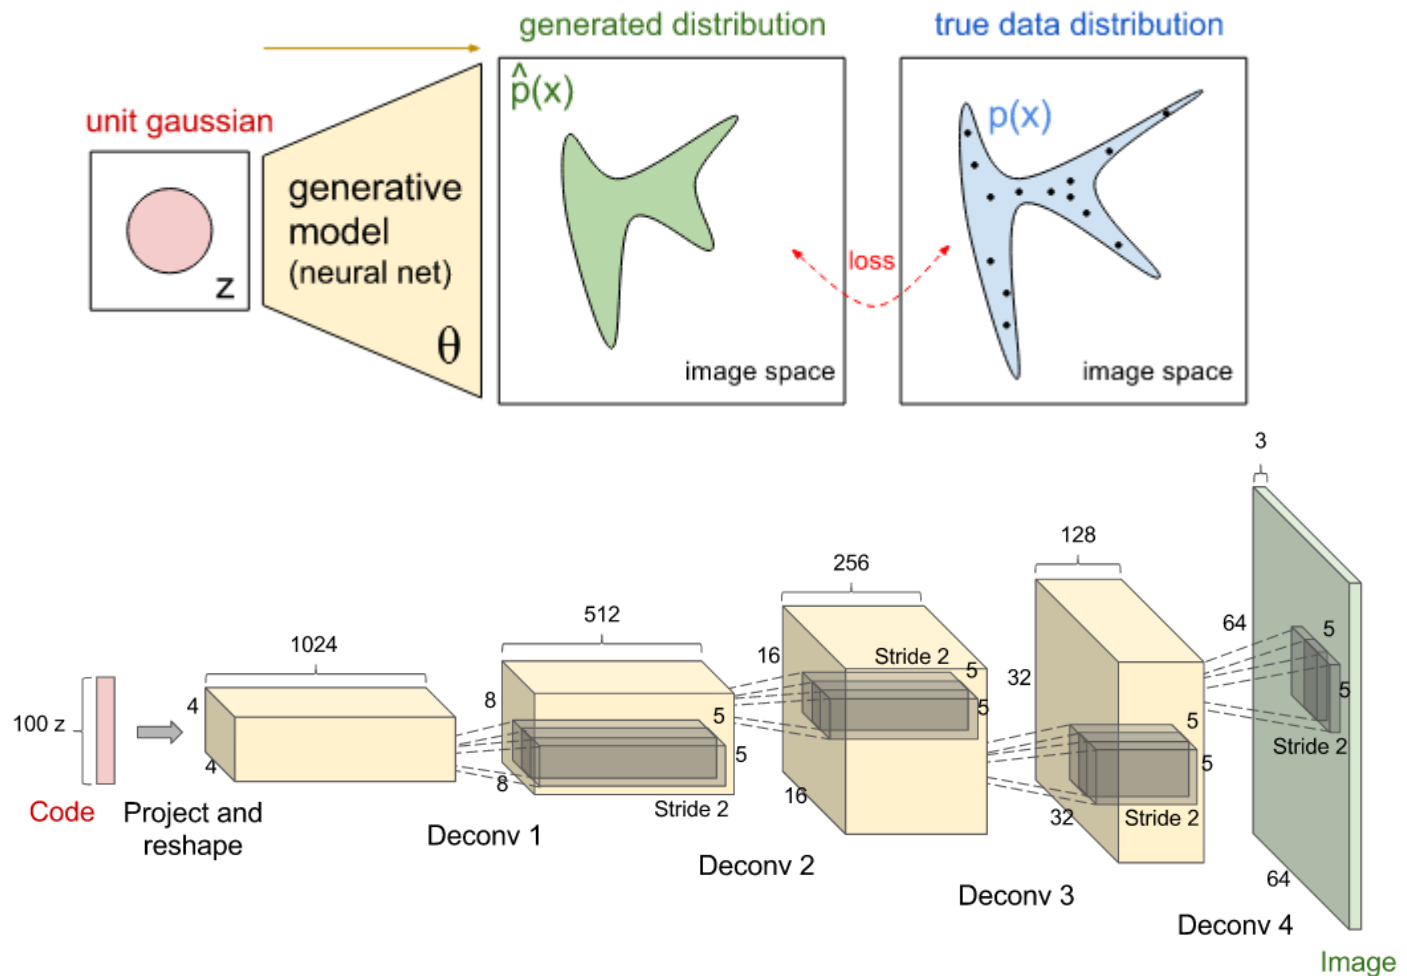 generated distribution
true data distribution
p̂(x)
p(x)
unit gaussian
generative
model
(neural net)
z
θ
loss
image space
image space
3
128
256
512
1024
64
5
5
Stride 2
16
5
5
Stride 2
32
8
5
5
Stride 2
4
4
100 z
8
16
32
5
5
Stride 2
64
Code
Project and
reshape
Deconv 1
Deconv 2
Deconv 3
Deconv 4
Image